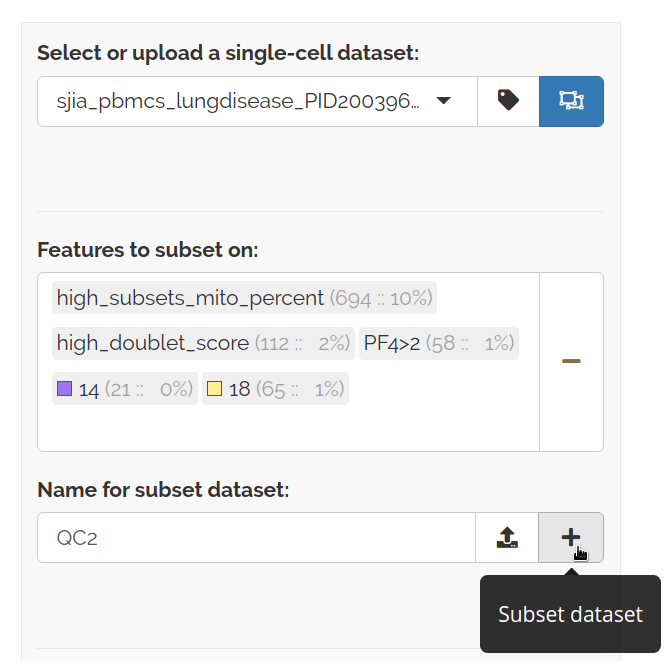 Select or upload a single-cell dataset:
sjia_pbmcs_lungdisease_PID200396…
Features to subset on:
high_subsets_mito_percent (694 :: 10%)
high_doublet_score (112 :: 2%) PF4>2 (58 :: 1%)
14 (21 :: 0%) 18 (65 :: 1%)
Name for subset dataset:
QC2
Subset dataset